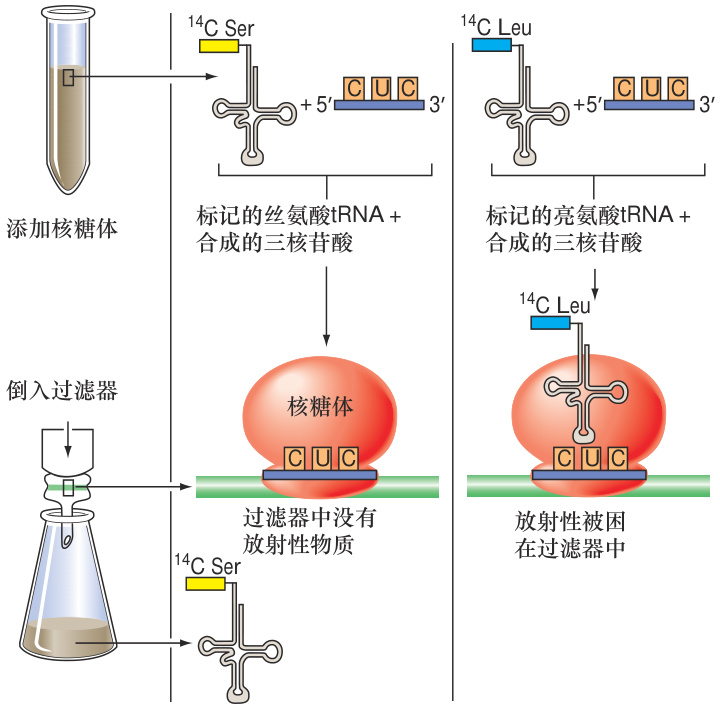 ¹⁴C Ser
+ 5′ C U C 3′
添加核糖体
标记的丝氨酸tRNA +
合成的三核苷酸
¹⁴C Leu
+5′ C U C 3′
标记的亮氨酸tRNA +
合成的三核苷酸
倒入过滤器
核糖体
C U C
过滤器中没有
放射性物质
¹⁴C Leu
C U C
放射性被困
在过滤器中
¹⁴C Ser